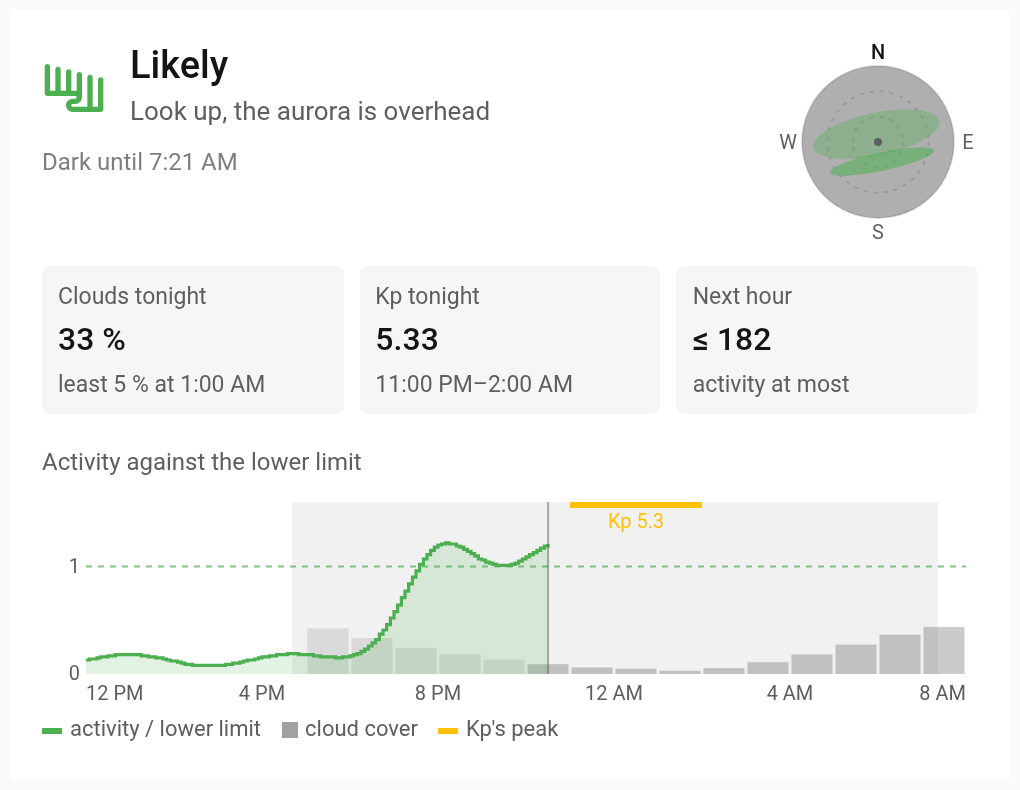 Likely
Look up, the aurora is overhead
Dark until 7:21 AM
N
W
E
S
Clouds tonight
33 %
least 5 % at 1:00 AM
Kp tonight
5.33
11:00 PM–2:00 AM
Next hour
≤ 182
activity at most
Activity against the lower limit
Kp 5.3
1
0
12 PM 4 PM 8 PM 12 AM 4 AM 8 AM
activity / lower limit cloud cover Kp's peak